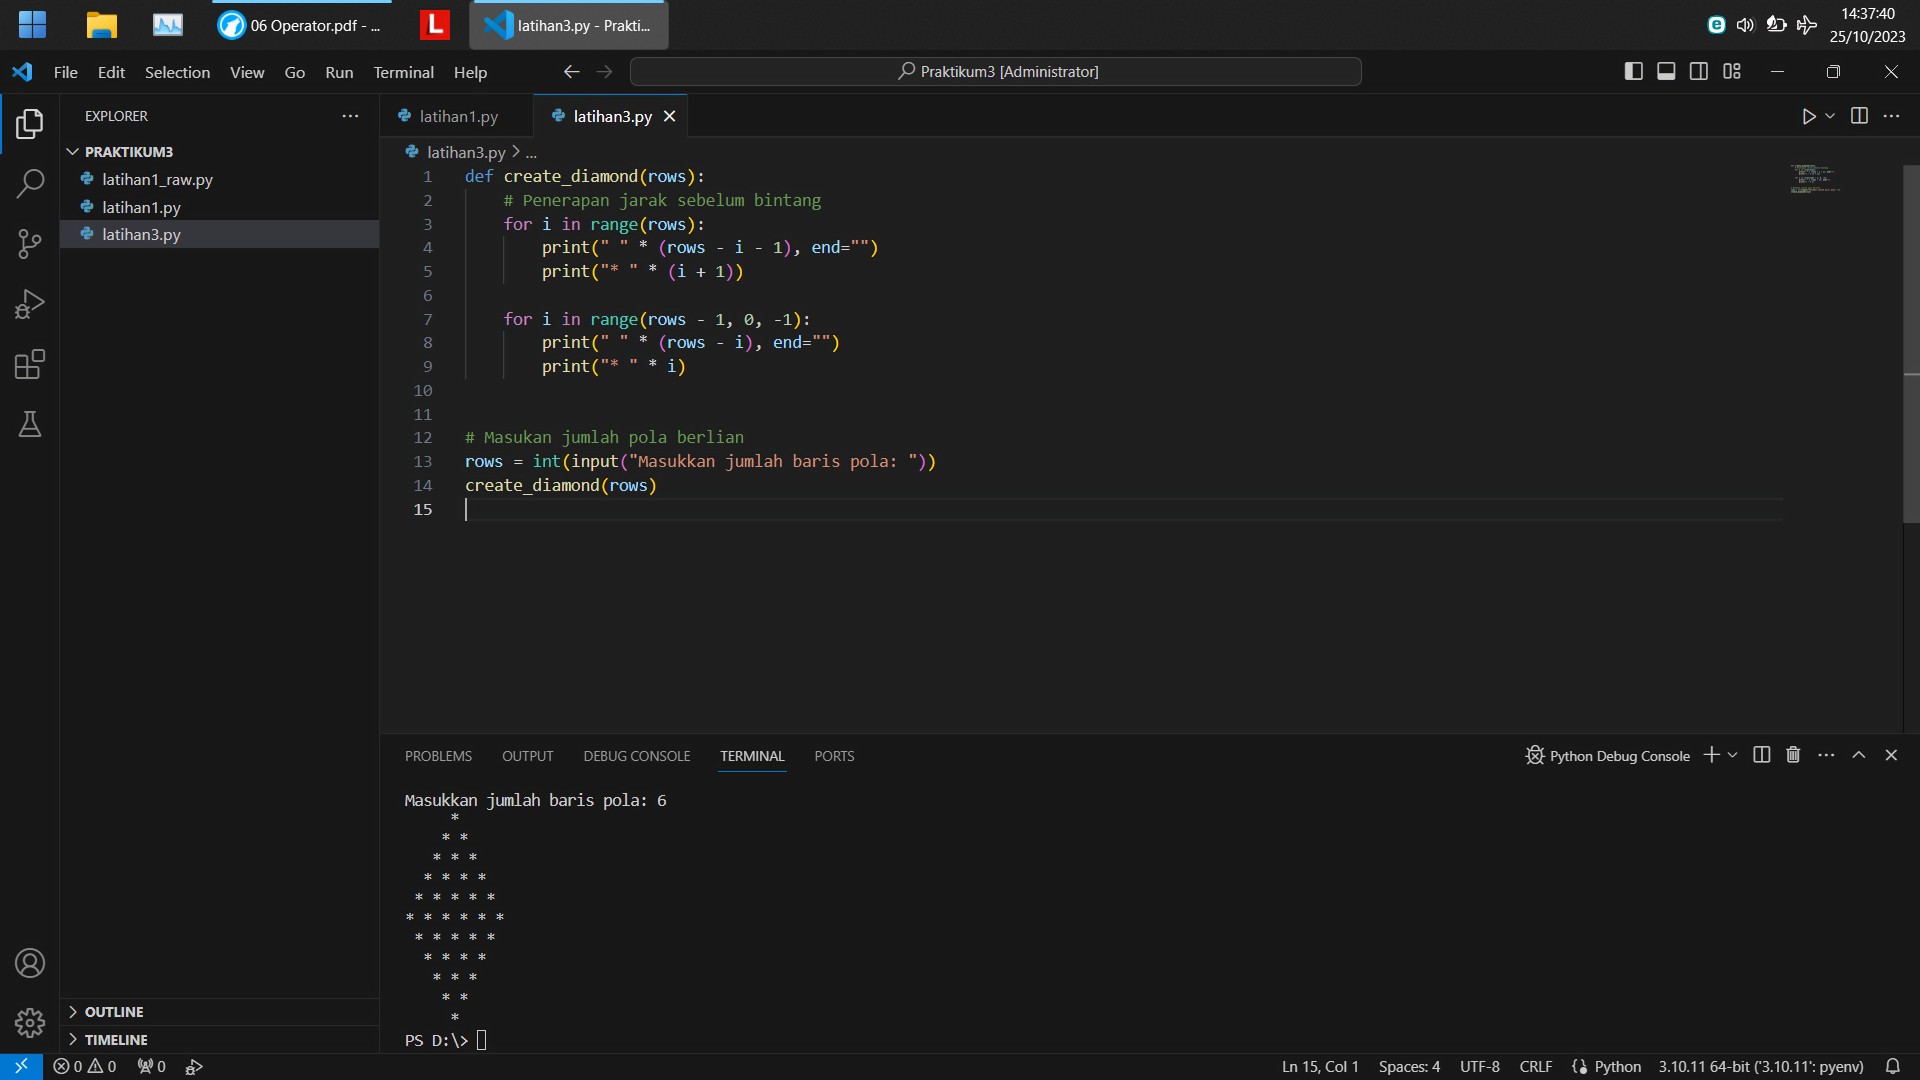 06 Operator.pdf - ...
L
latihan3.py - Prakti...
14:37:40
25/10/2023
File Edit Selection View Go Run Terminal Help
Praktikum3 [Administrator]
EXPLORER
latihan1.py
latihan3.py
PRAKTIKUM3
latihan1_raw.py
latihan1.py
latihan3.py
latihan3.py > ...
1 def create_diamond(rows):
2     # Penerapan jarak sebelum bintang
3     for i in range(rows):
4         print(" " * (rows - i - 1), end="")
5         print("* " * (i + 1))
6
7     for i in range(rows - 1, 0, -1):
8         print(" " * (rows - i), end="")
9         print("* " * i)
10
11
12 # Masukan jumlah pola berlian
13 rows = int(input("Masukkan jumlah baris pola: "))
14 create_diamond(rows)
15
PROBLEMS OUTPUT DEBUG CONSOLE TERMINAL PORTS
Python Debug Console
Masukkan jumlah baris pola: 6
     *
    * *
   * * *
  * * * *
 * * * * *
* * * * * *
 * * * * *
  * * * *
   * * *
    * *
     *
PS D:\>
OUTLINE
TIMELINE
0 0 0
Ln 15, Col 1 Spaces: 4 UTF-8 CRLF Python 3.10.11 64-bit ('3.10.11': pyenv)